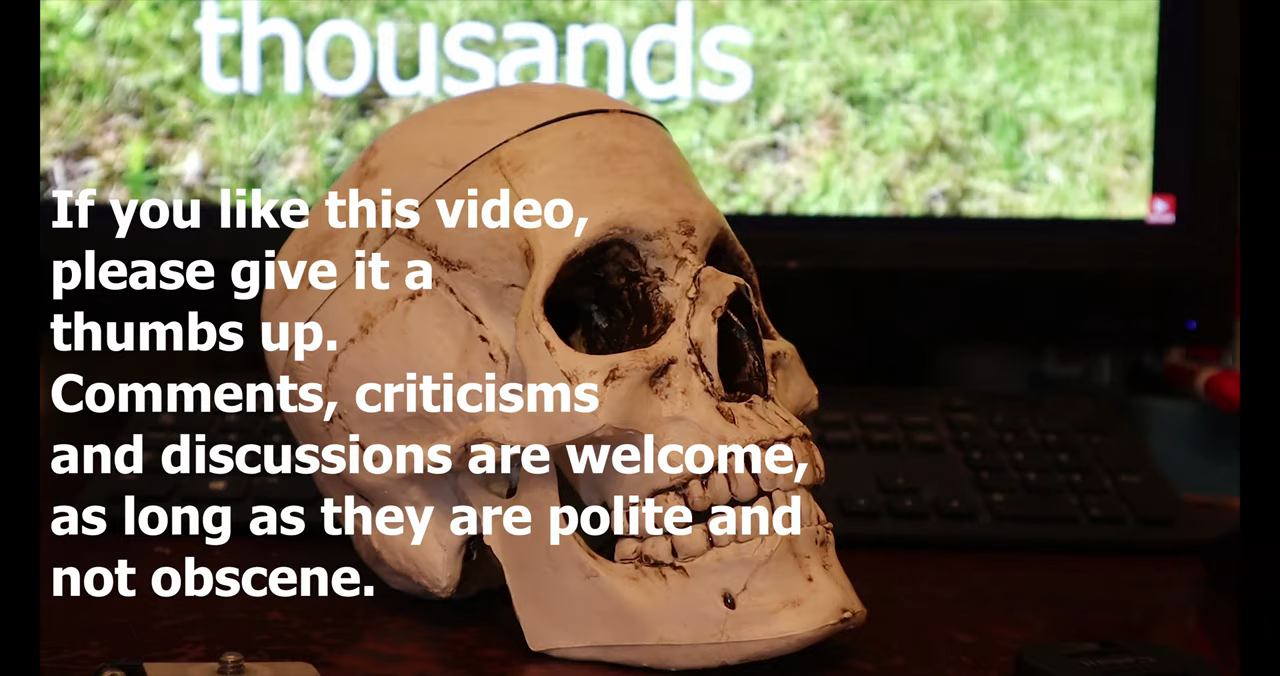 thousands
If you like this video,
please give it a
thumbs up.
Comments, criticisms
and discussions are welcome,
as long as they are polite and
not obscene.